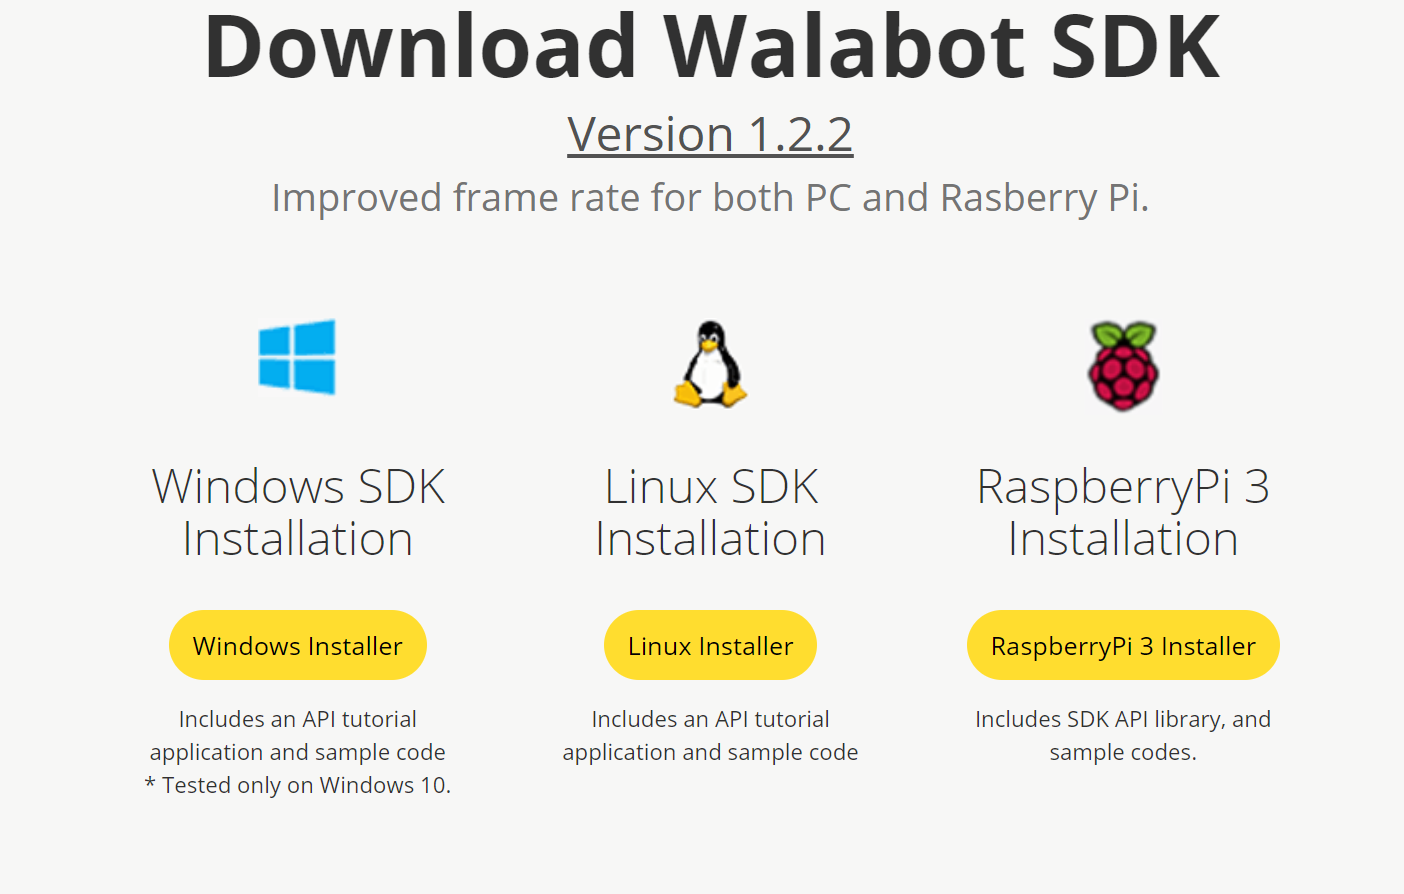 Download Walabot SDK
Version 1.2.2
Improved frame rate for both PC and Rasberry Pi.
Windows SDK
Installation
Windows Installer
Includes an API tutorial
application and sample code
* Tested only on Windows 10.
Linux SDK
Installation
Linux Installer
Includes an API tutorial
application and sample code
RaspberryPi 3
Installation
RaspberryPi 3 Installer
Includes SDK API library, and
sample codes.